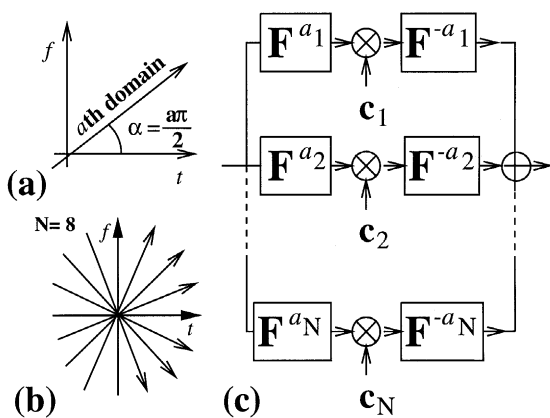 f
ath domain
α = aπ/2
t
(a)
N= 8
f
t
(b)
F^a1
F^-a1
c1
F^a2
F^-a2
c2
F^aN
F^-aN
cN
(c)